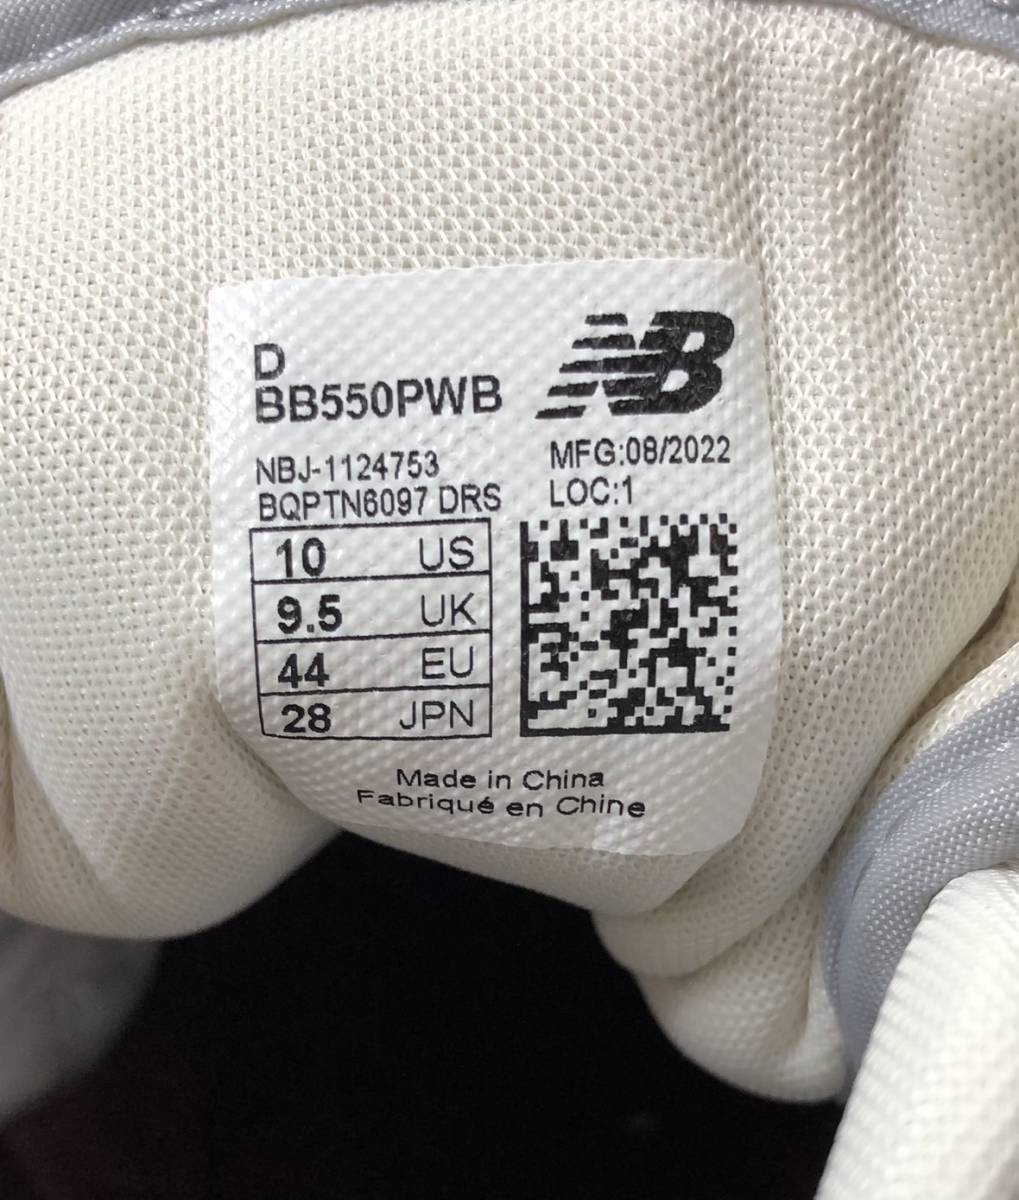 D
BB550PWB
NB
NBJ-1124753
BQPTN6097 DRS
MFG:08/2022
LOC:1
10 US
9.5 UK
44 EU
28 JPN
Made in China
Fabriqué en Chine